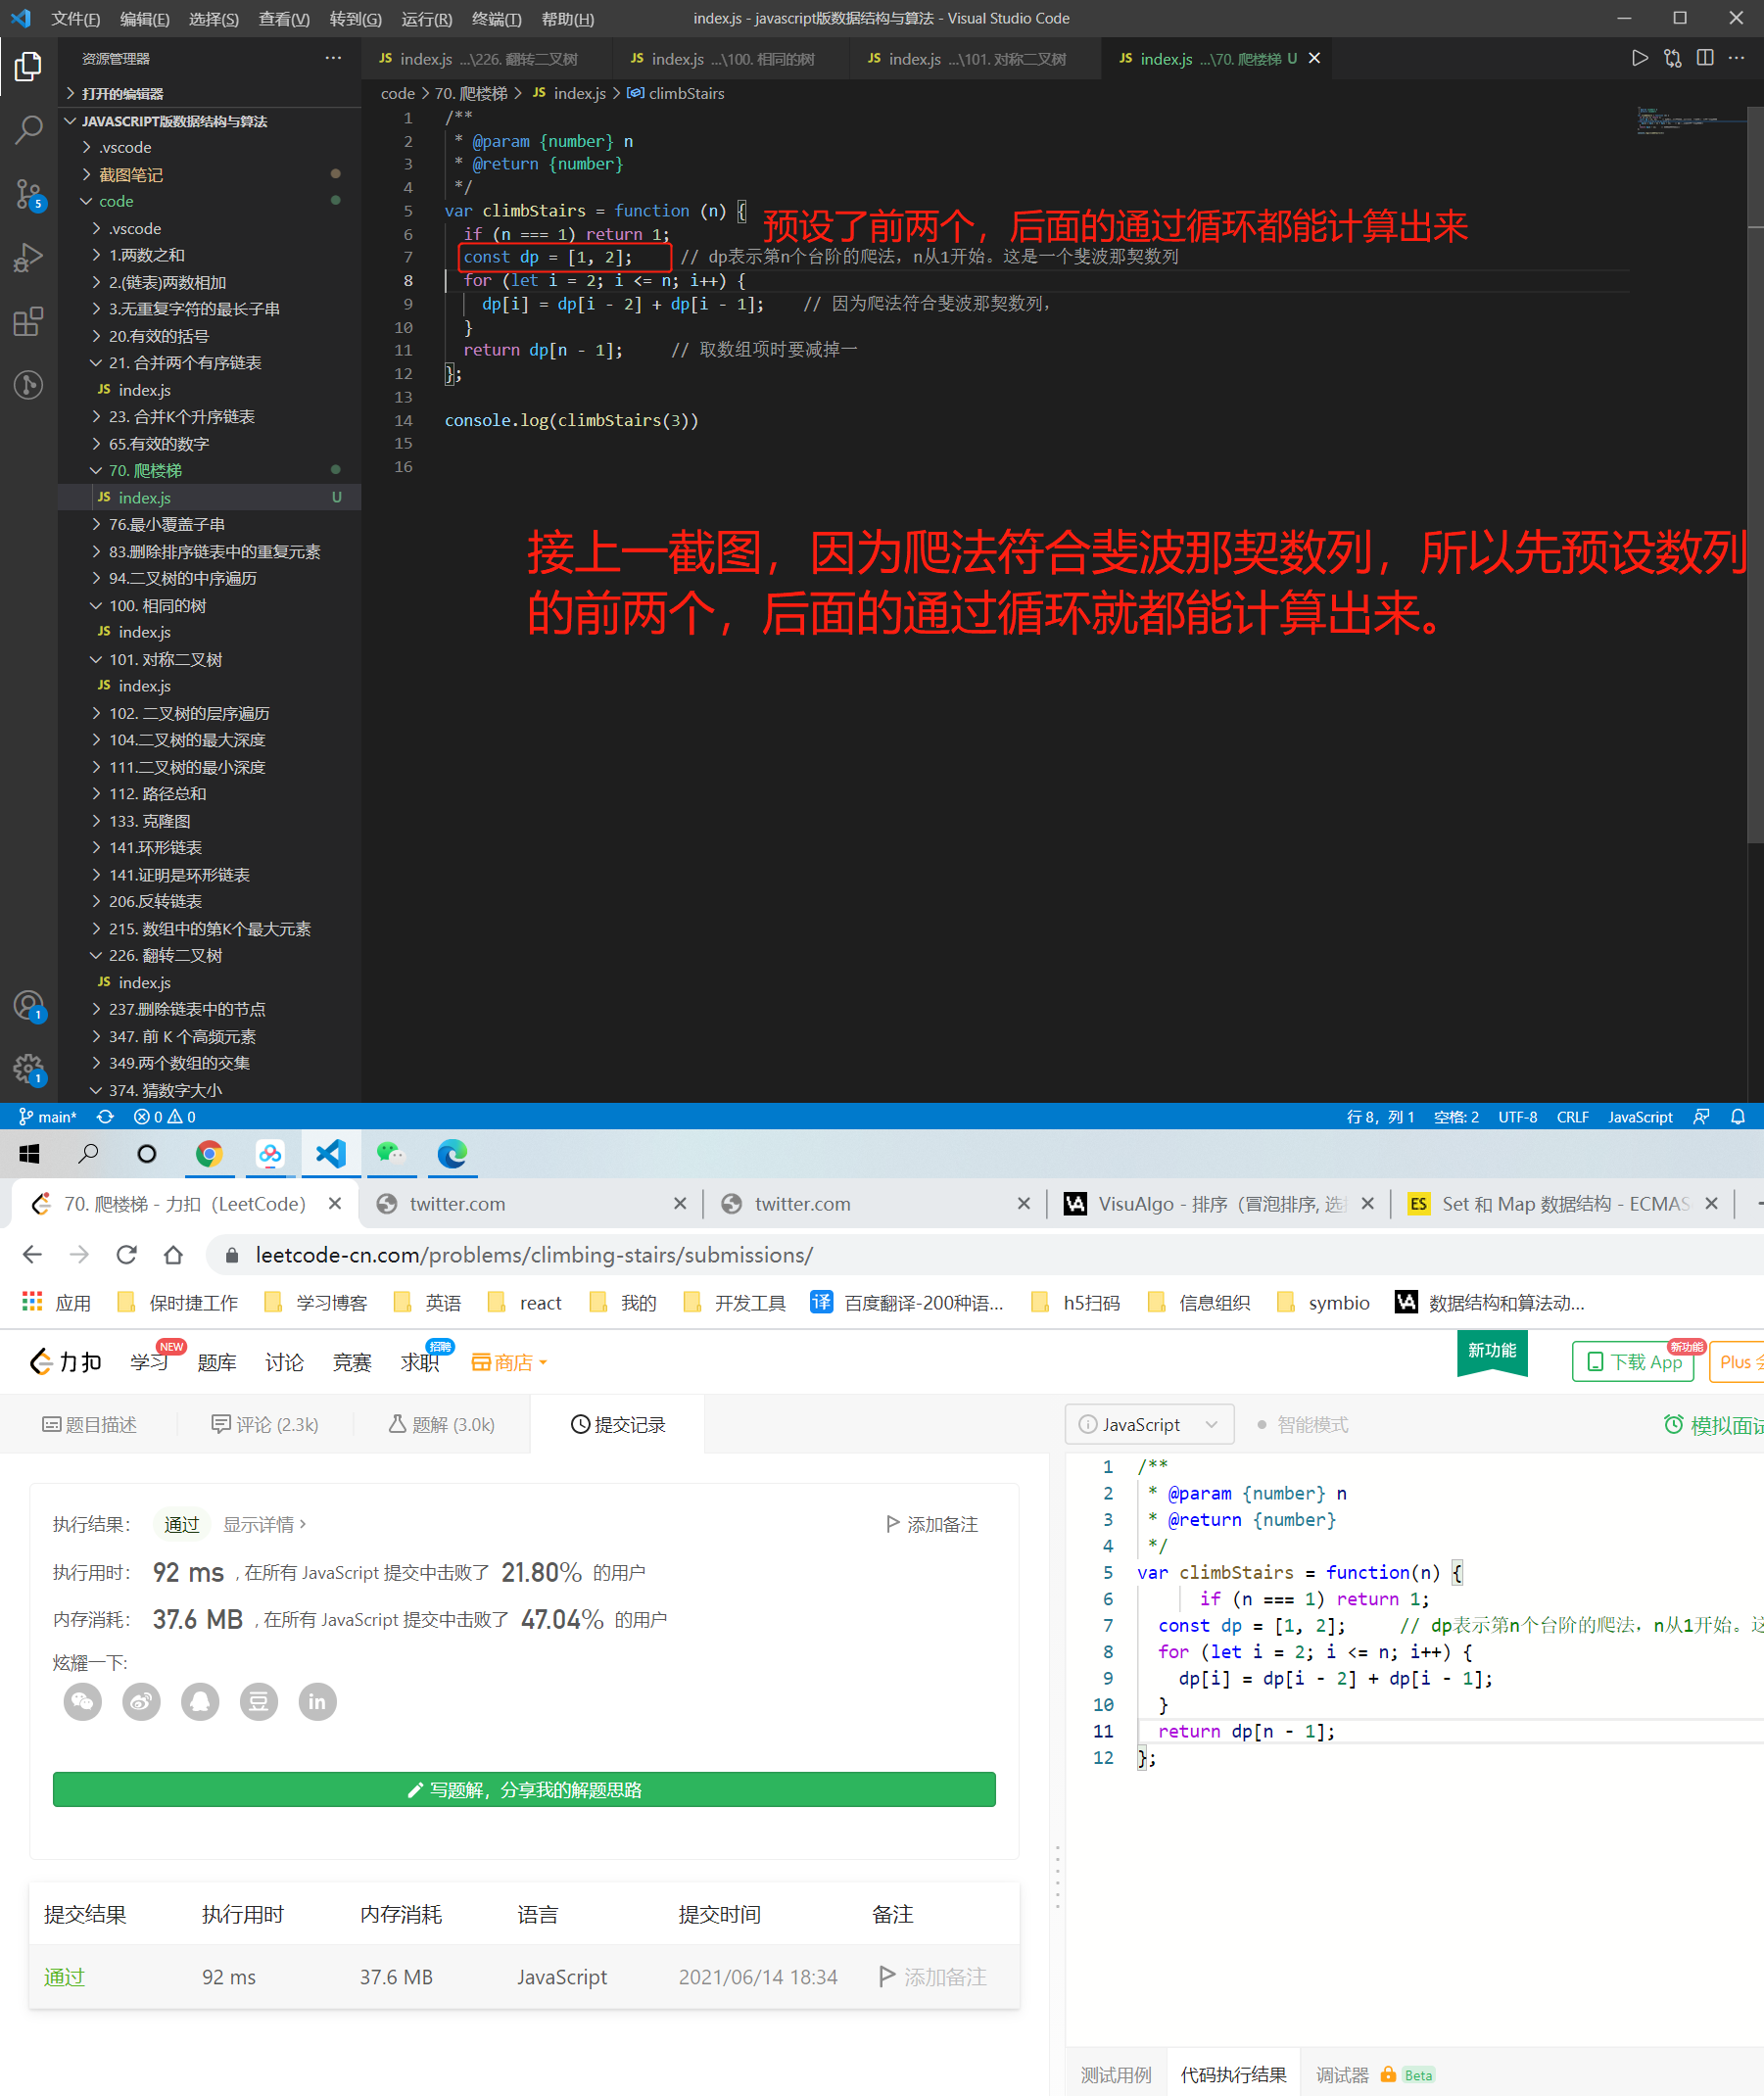 文件(F) 编辑(E) 选择(S) 查看(V) 转到(G) 运行(R) 终端(T) 帮助(H) index.js - javascript版数据结构与算法 - Visual Studio Code
资源管理器
index.js ...\226. 翻转二叉树
index.js ...\100. 相同的树
index.js ...\101. 对称二叉树
index.js ...\70. 爬楼梯 U
打开的编辑器
JAVASCRIPT版数据结构与算法
.vscode
截图笔记
code
.vscode
1.两数之和
2.(链表)两数相加
3.无重复字符的最长子串
20.有效的括号
21. 合并两个有序链表
JS index.js
23. 合并K个升序链表
65.有效的数字
70. 爬楼梯
JS index.js U
76.最小覆盖子串
83.删除排序链表中的重复元素
94.二叉树的中序遍历
100. 相同的树
JS index.js
101. 对称二叉树
JS index.js
102. 二叉树的层序遍历
104.二叉树的最大深度
111.二叉树的最小深度
112. 路径总和
133. 克隆图
141.环形链表
141.证明是环形链表
206.反转链表
215. 数组中的第K个最大元素
226. 翻转二叉树
JS index.js
237.删除链表中的节点
347. 前 K 个高频元素
349.两个数组的交集
374. 猜数字大小
5
1
1
code > 70. 爬楼梯 > JS index.js > climbStairs
1 /**
2 * @param {number} n
3 * @return {number}
4 */
5 var climbStairs = function (n) {
6 if (n === 1) return 1;
预设了前两个，后面的通过循环都能计算出来
7 const dp = [1, 2]; // dp表示第n个台阶的爬法，n从1开始。这是一个斐波那契数列
8 for (let i = 2; i <= n; i++) {
9 dp[i] = dp[i - 2] + dp[i - 1]; // 因为爬法符合斐波那契数列，
10 }
11 return dp[n - 1]; // 取数组项时要减掉一
12 };
13
14 console.log(climbStairs(3))
15
16
接上一截图，因为爬法符合斐波那契数列，所以先预设数列
的前两个，后面的通过循环就都能计算出来。
main* 0 0 行 8，列 1 空格: 2 UTF-8 CRLF JavaScript
70. 爬楼梯 - 力扣（LeetCode） twitter.com twitter.com VisuAlgo - 排序（冒泡排序, 选 ES Set 和 Map 数据结构 - ECMAS
leetcode-cn.com/problems/climbing-stairs/submissions/
应用 保时捷工作 学习博客 英语 react 我的 开发工具 译 百度翻译-200种语... h5扫码 信息组织 symbio 数据结构和算法动...
力扣 学习 NEW 题库 讨论 竞赛 求职 招聘 商店 新功能 下载 App 新功能 Plus
题目描述 评论 (2.3k) 题解 (3.0k) 提交记录
JavaScript 智能模式 模拟面试
执行结果： 通过 显示详情 > 添加备注
执行用时： 92 ms , 在所有 JavaScript 提交中击败了 21.80% 的用户
内存消耗： 37.6 MB , 在所有 JavaScript 提交中击败了 47.04% 的用户
炫耀一下:
豆 in
写题解，分享我的解题思路
提交结果 执行用时 内存消耗 语言 提交时间 备注
通过 92 ms 37.6 MB JavaScript 2021/06/14 18:34 添加备注
1 /**
2 * @param {number} n
3 * @return {number}
4 */
5 var climbStairs = function(n) {
6 if (n === 1) return 1;
7 const dp = [1, 2]; // dp表示第n个台阶的爬法，n从1开始。这
8 for (let i = 2; i <= n; i++) {
9 dp[i] = dp[i - 2] + dp[i - 1];
10 }
11 return dp[n - 1];
12 };
测试用例 代码执行结果 调试器 Beta